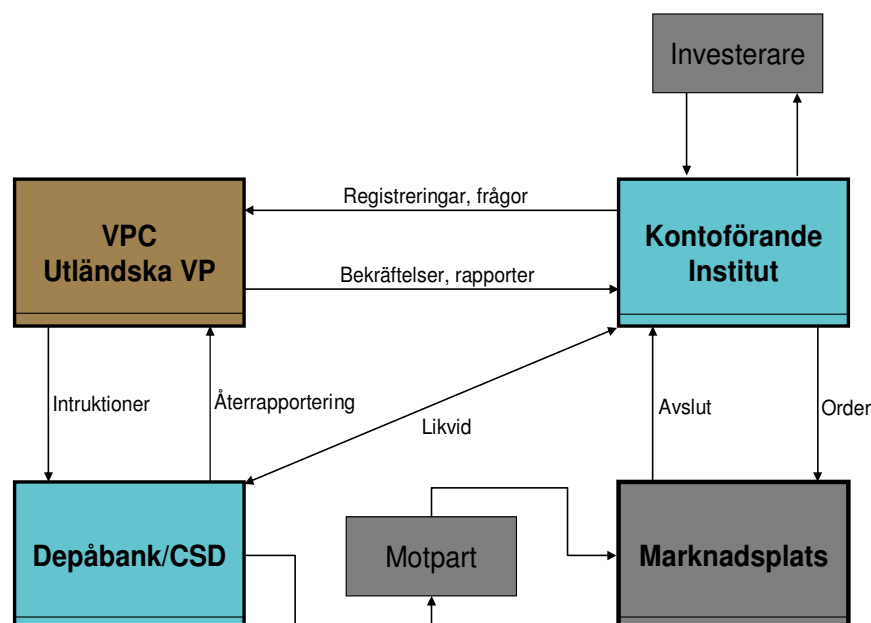 Investerare
Registreringar, frågor
VPC
Utländska VP
Kontoförande
Institut
Bekräftelser, rapporter
Intruktioner
Återrapportering
Likvid
Avslut
Order
Depåbank/CSD
Motpart
Marknadsplats